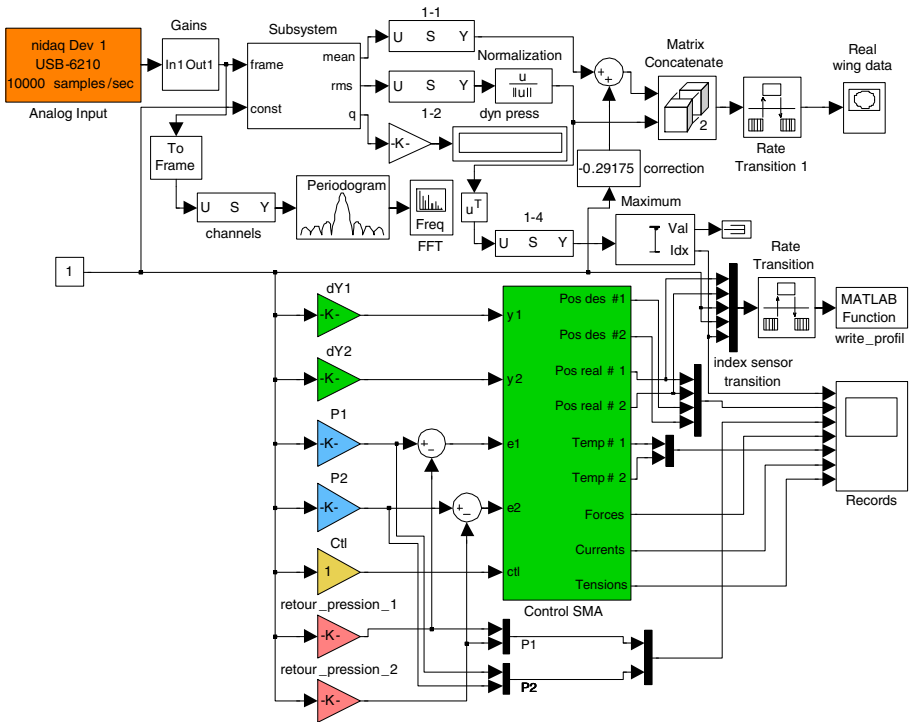 nidaq Dev 1
USB-6210
10000 samples/sec
Analog Input
Gains
In1 Out1
Subsystem
frame
const
mean
rms
q
1-1
U S Y
U S Y
1-2
Normalization
u
||u||
dyn press
-K-
Matrix
Concatenate
2
Rate
Transition 1
Real
wing data
To
Frame
U S Y
channels
Periodogram
Freq
FFT
uT
-0.29175
correction
1-4
U S Y
Maximum
Val
Idx
1
Rate
Transition
MATLAB
Function
write_profil
index sensor
transition
dY1
-K-
dY2
-K-
P1
-K-
P2
-K-
Ctl
1
retour_pression_1
-K-
retour_pression_2
-K-
y1
y2
e1
e2
ctl
Pos des #1
Pos des #2
Pos real # 1
Pos real # 2
Temp # 1
Temp # 2
Forces
Currents
Tensions
Control SMA
P1
P2
Records